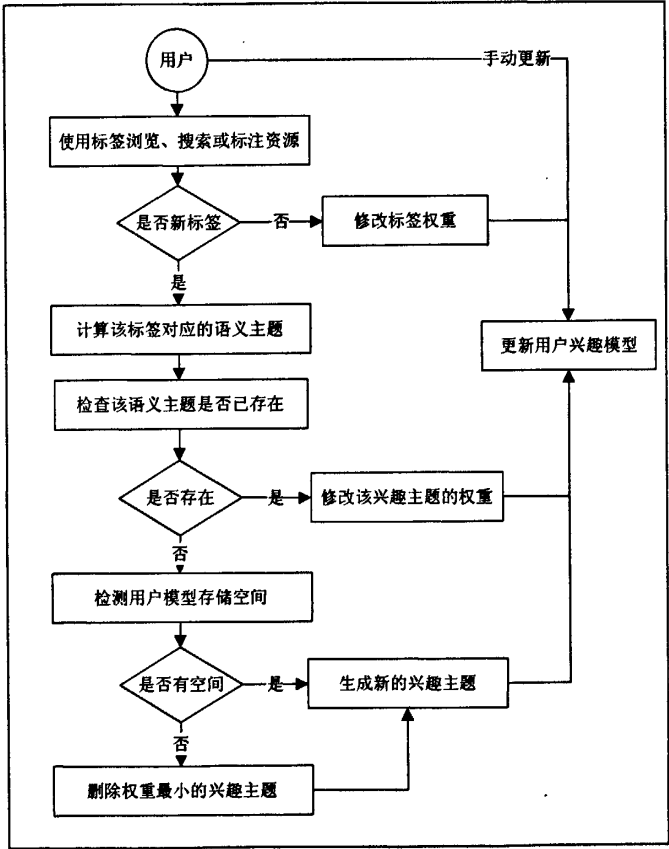 用户
手动更新
使用标签浏览、搜索或标注资源
是否新标签
否
修改标签权重
是
计算该标签对应的语义主题
更新用户兴趣模型
检查该语义主题是否已存在
是否存在
是
修改该兴趣主题的权重
否
检测用户模型存储空间
是否有空间
是
生成新的兴趣主题
否
删除权重最小的兴趣主题